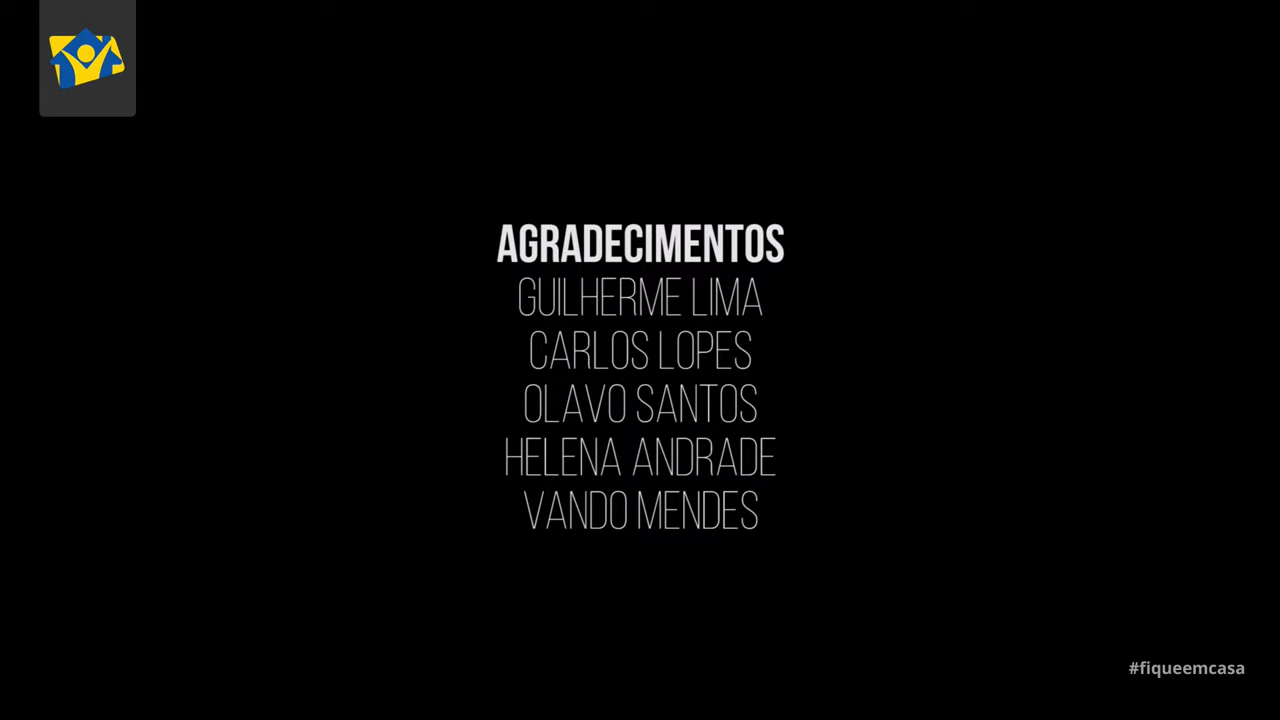 AGRADECIMENTOS
GUILHERME LIMA
CARLOS LOPES
OLAVO SANTOS
HELENA ANDRADE
VANDO MENDES
#fiqueemcasa